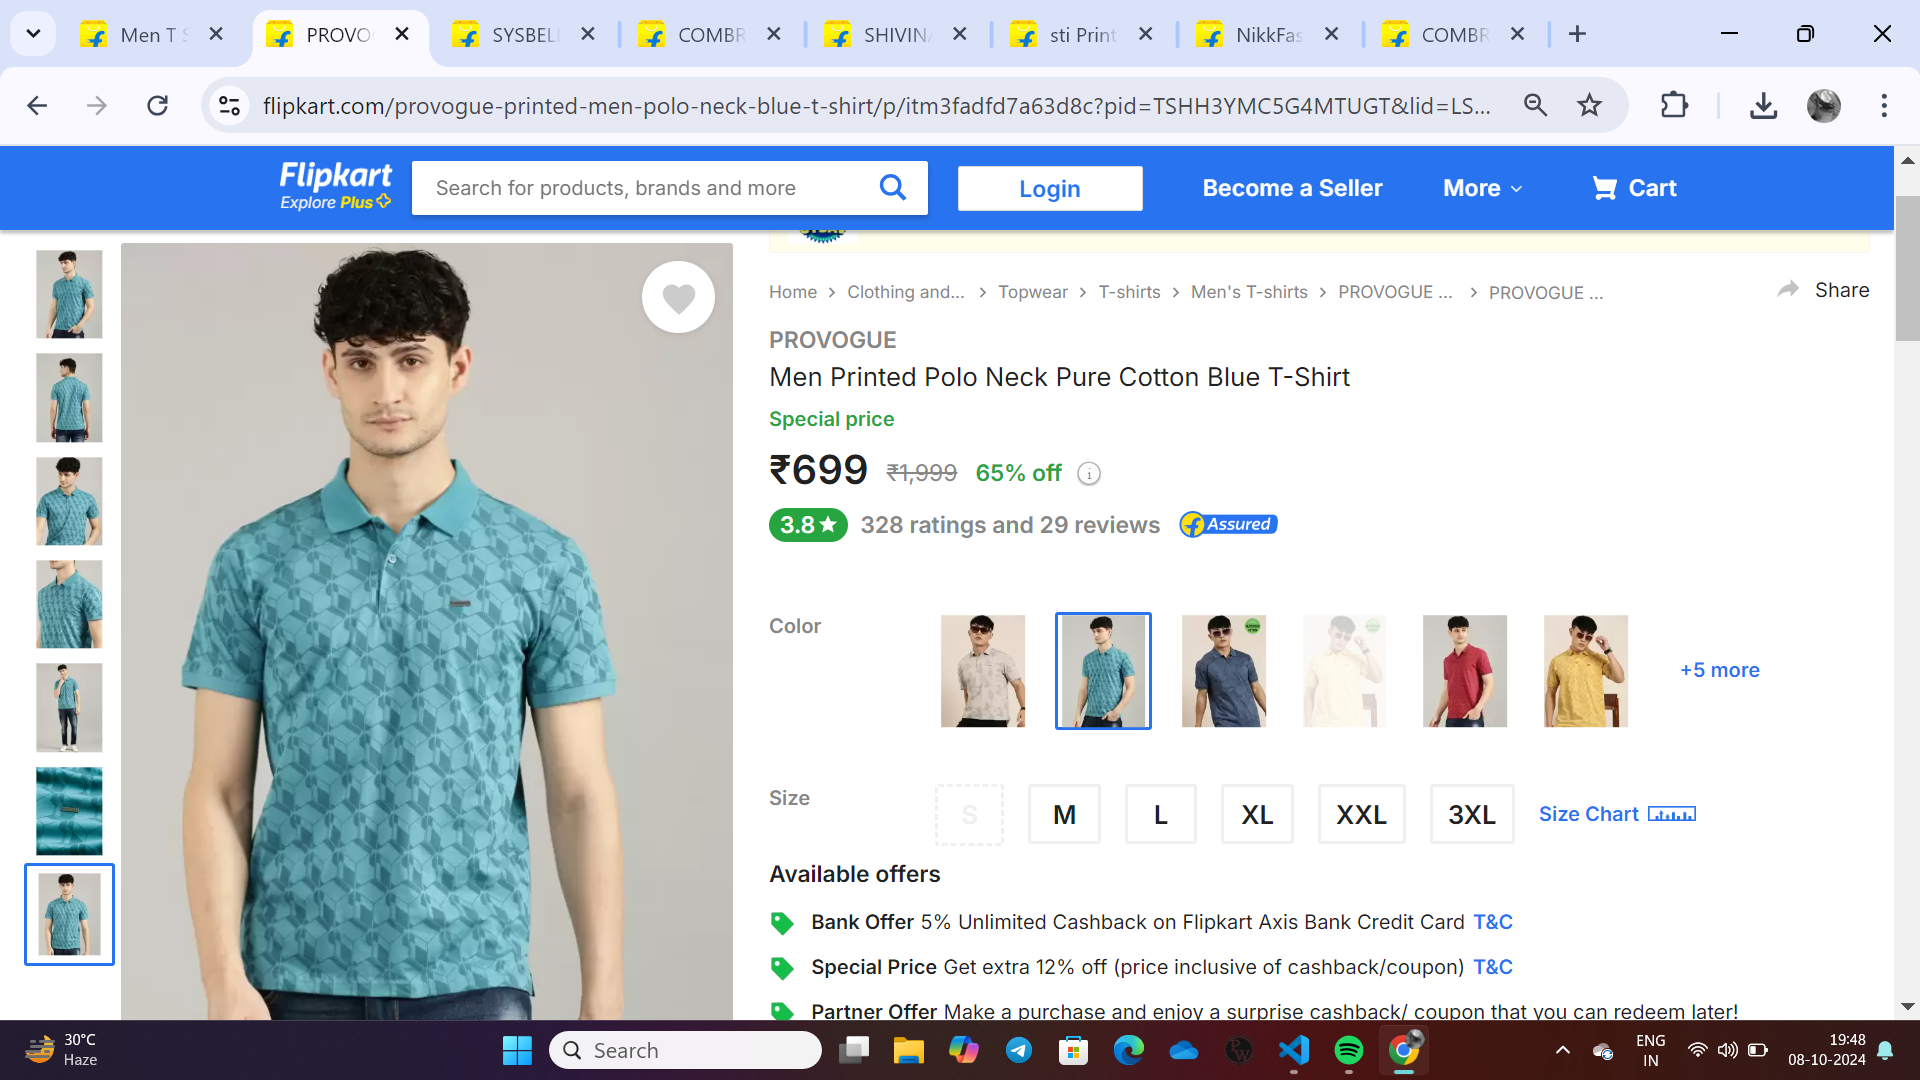 Men T S
PROVO
SYSBEL
COMBR
SHIVIN
sti Print
NikkFas
COMBR
flipkart.com/provogue-printed-men-polo-neck-blue-t-shirt/p/itm3fadfd7a63d8c?pid=TSHH3YMC5G4MTUGT&lid=LS...
Flipkart
Explore Plus
Search for products, brands and more
Login
Become a Seller
More
Cart
Home > Clothing and... > Topwear > T-shirts > Men's T-shirts > PROVOGUE ... > PROVOGUE ...
Share
PROVOGUE
Men Printed Polo Neck Pure Cotton Blue T-Shirt
Special price
₹699 ₹1,999 65% off
3.8 ★ 328 ratings and 29 reviews Assured
Color
+5 more
Size
S
M
L
XL
XXL
3XL
Size Chart
Available offers
Bank Offer 5% Unlimited Cashback on Flipkart Axis Bank Credit Card T&C
Special Price Get extra 12% off (price inclusive of cashback/coupon) T&C
Partner Offer Make a purchase and enjoy a surprise cashback/ coupon that you can redeem later!
30°C
Haze
Search
ENG
IN
19:48
08-10-2024